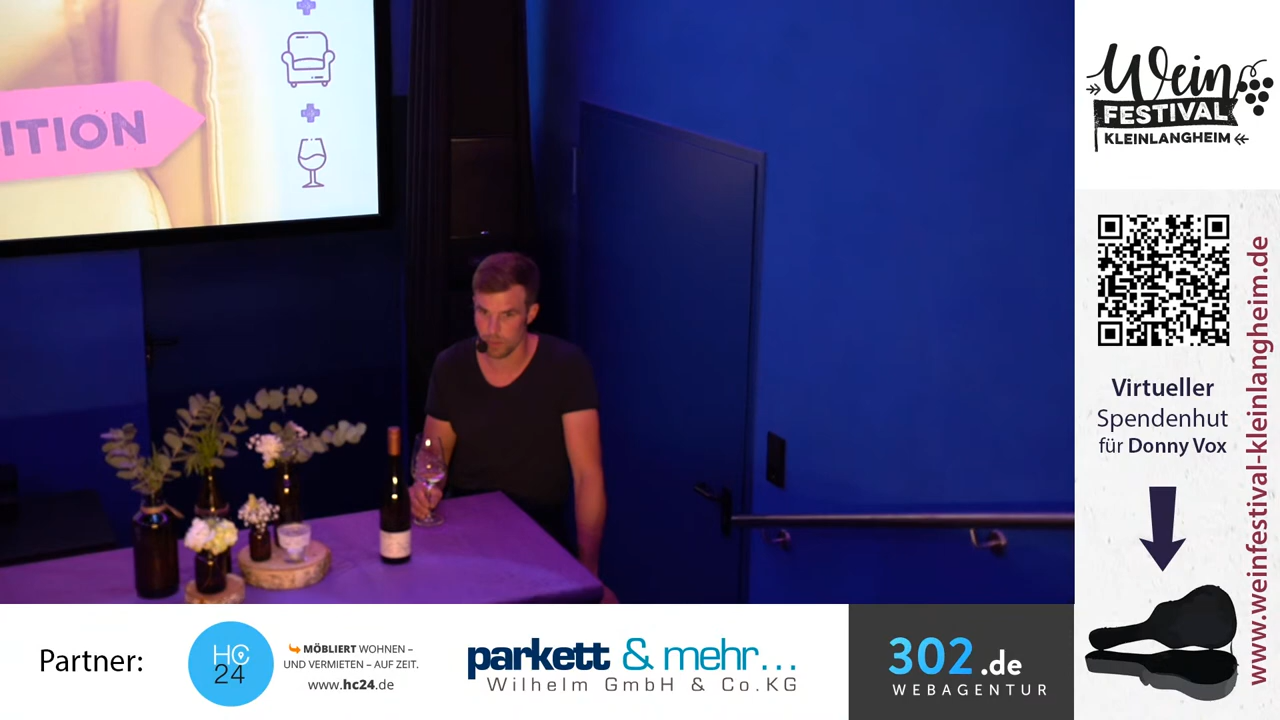 ITION
Wein
FESTIVAL
KLEINLANGHEIM
Virtueller
Spendenhut
für Donny Vox
www.weinfestival-kleinlangheim.de
Partner:
HC
24
MÖBLIERT WOHNEN –
UND VERMIETEN – AUF ZEIT.
www.hc24.de
parkett & mehr...
Wilhelm GmbH & Co.KG
302.de
WEBAGENTUR